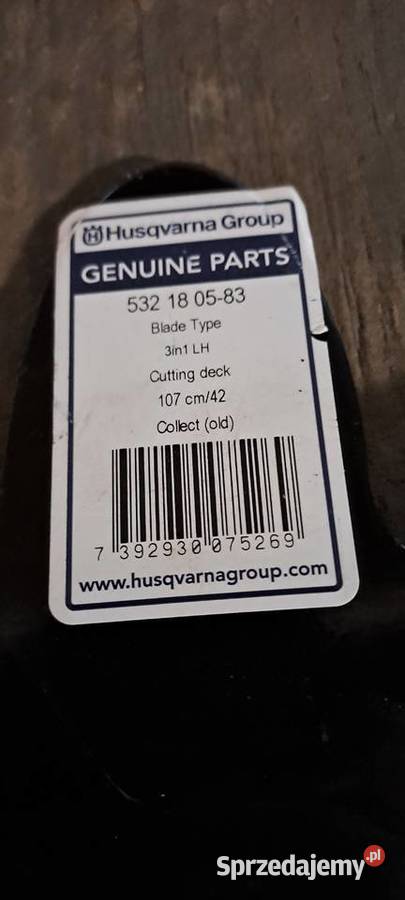 Husqvarna Group
GENUINE PARTS
532 18 05-83
Blade Type
3in1 LH
Cutting deck
107 cm/42
Collect (old)
7 392930 075269
www.husqvarnagroup.com
Sprzedajemy.pl